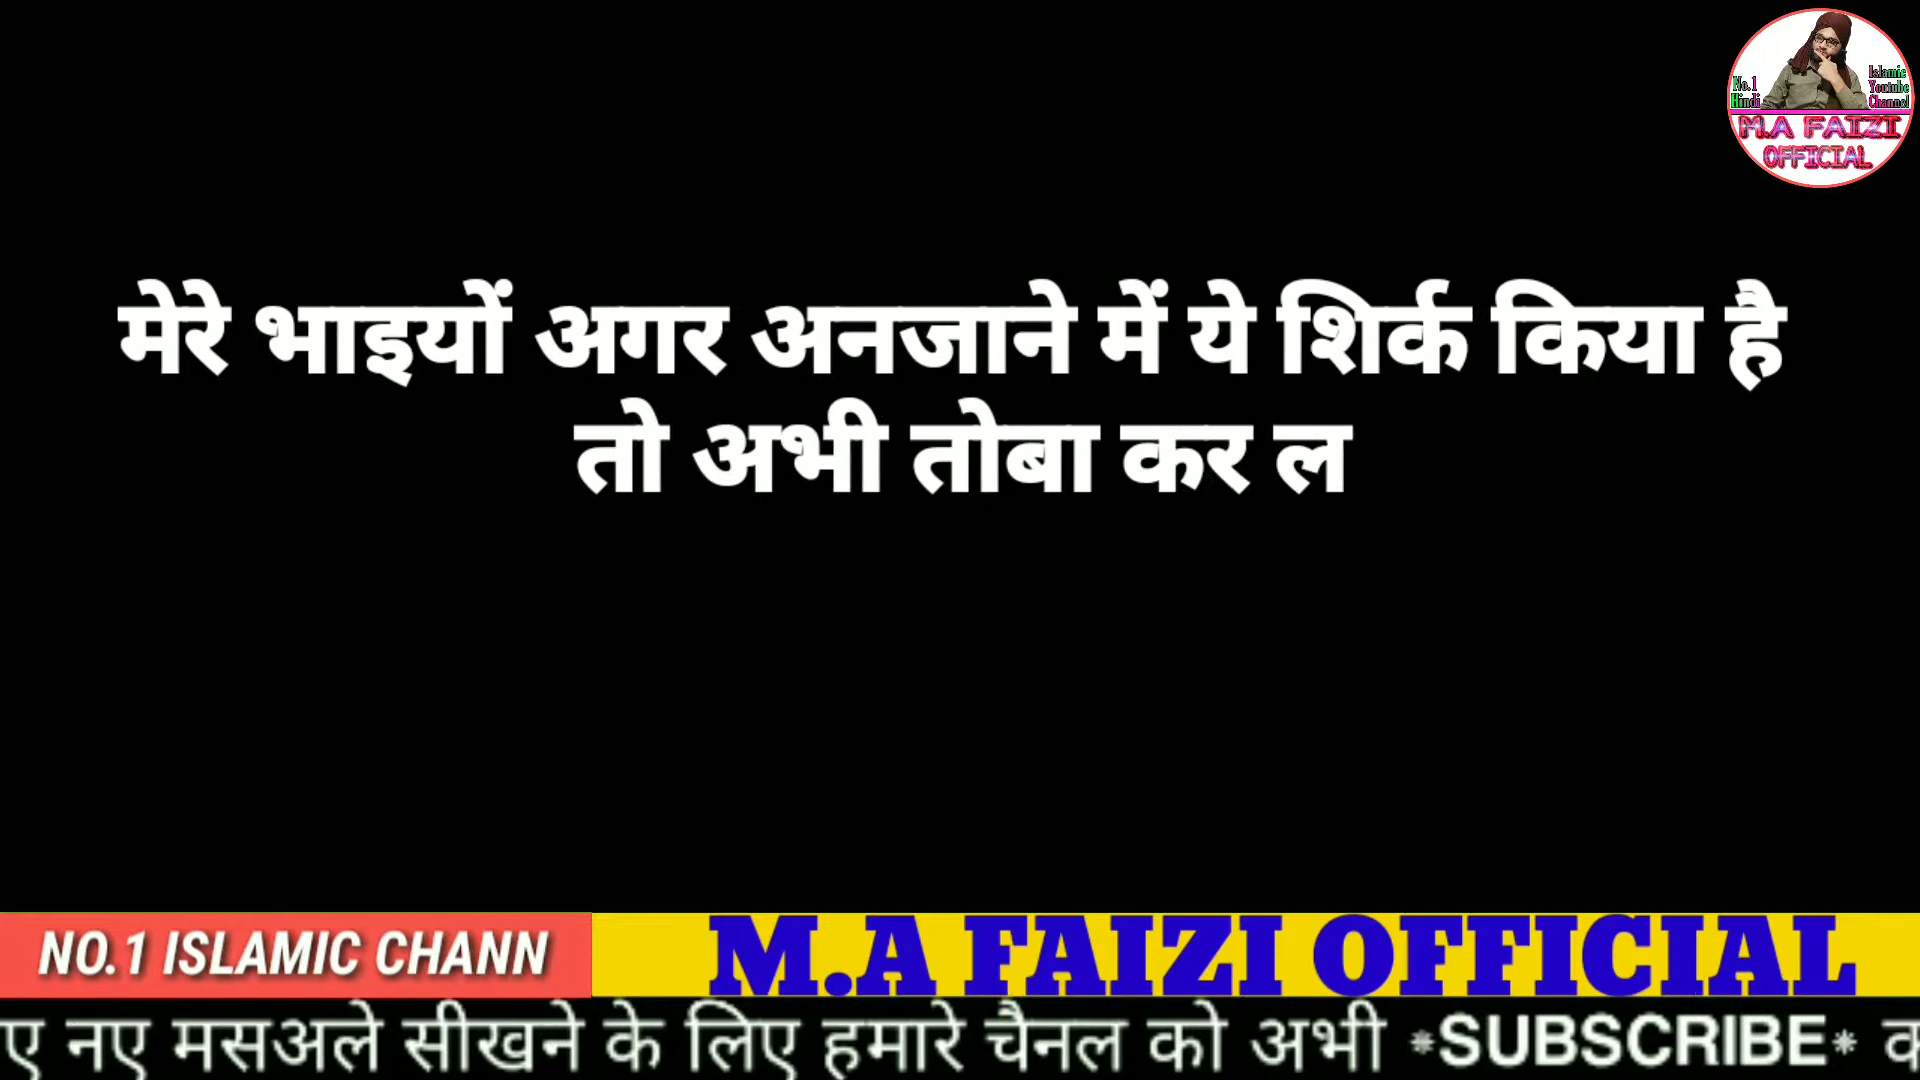 No.1 Hindi
Islamic Youtube Channel
M.A FAIZI
OFFICIAL
मेरे भाइयों अगर अनजाने में ये शिर्क किया है
तो अभी तोबा कर ल
NO.1 ISLAMIC CHANN
M.A FAIZI OFFICIAL
ए नए मसअले सीखने के लिए हमारे चैनल को अभी *SUBSCRIBE* क